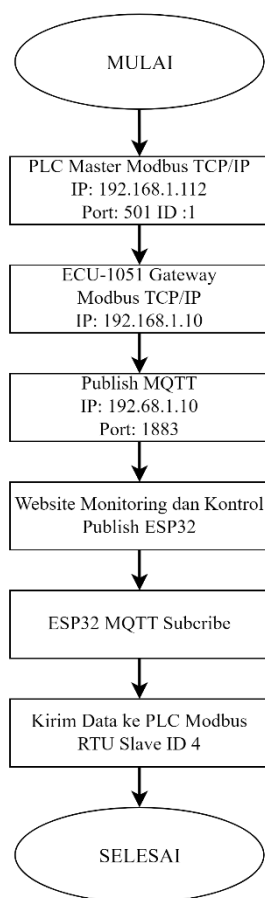 MULAI
PLC Master Modbus TCP/IP
IP: 192.168.1.112
Port: 501 ID :1
ECU-1051 Gateway
Modbus TCP/IP
IP: 192.168.1.10
Publish MQTT
IP: 192.68.1.10
Port: 1883
Website Monitoring dan Kontrol
Publish ESP32
ESP32 MQTT Subcribe
Kirim Data ke PLC Modbus
RTU Slave ID 4
SELESAI